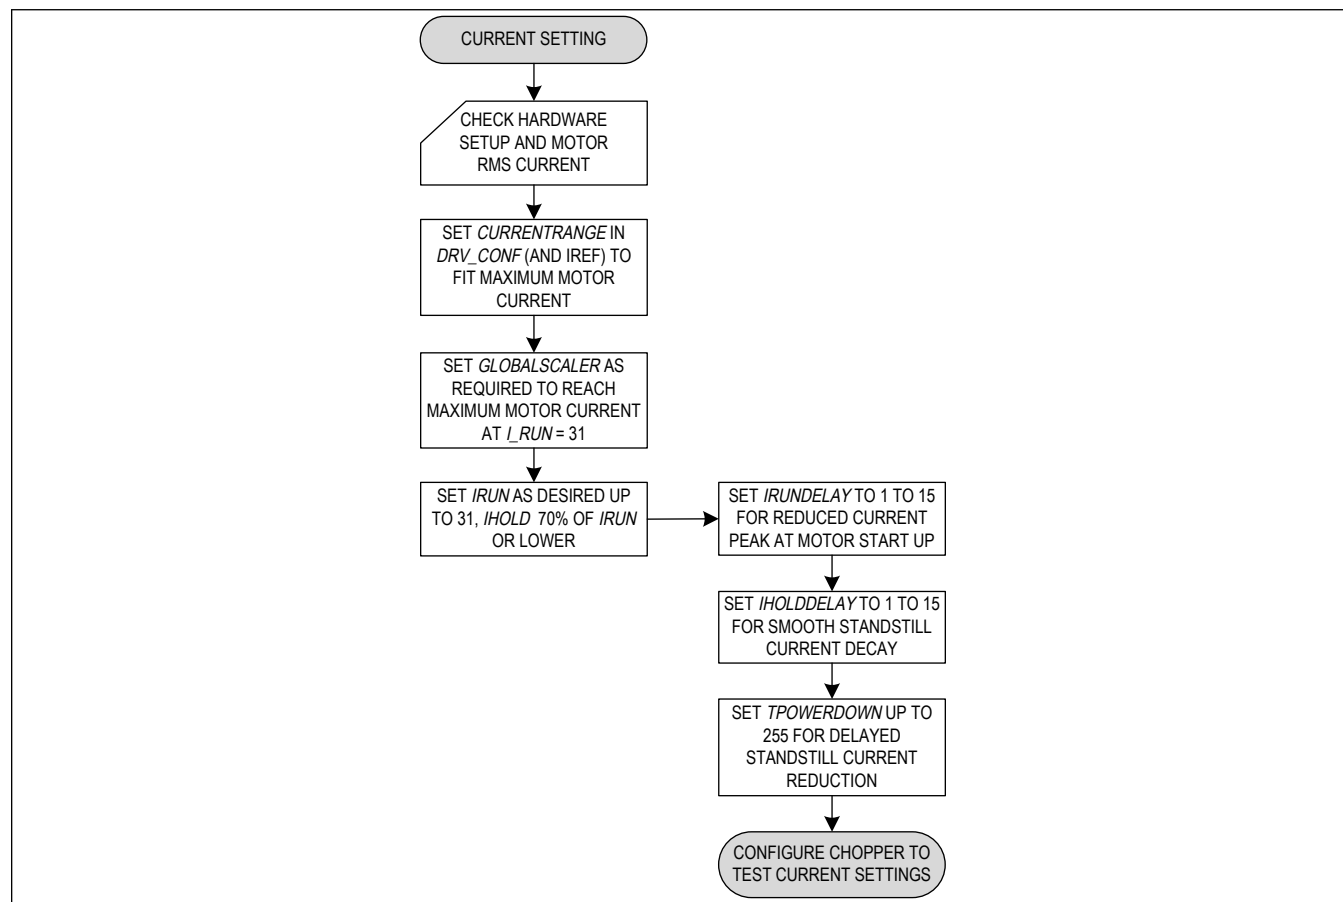 CURRENT SETTING
CHECK HARDWARE
SETUP AND MOTOR
RMS CURRENT
SET CURRENTRANGE IN
DRV_CONF (AND IREF) TO
FIT MAXIMUM MOTOR
CURRENT
SET GLOBALSCALER AS
REQUIRED TO REACH
MAXIMUM MOTOR CURRENT
AT I_RUN = 31
SET IRUN AS DESIRED UP
TO 31, IHOLD 70% OF IRUN
OR LOWER
SET IRUNDELAY TO 1 TO 15
FOR REDUCED CURRENT
PEAK AT MOTOR START UP
SET IHOLDDELAY TO 1 TO 15
FOR SMOOTH STANDSTILL
CURRENT DECAY
SET TPOWERDOWN UP TO
255 FOR DELAYED
STANDSTILL CURRENT
REDUCTION
CONFIGURE CHOPPER TO
TEST CURRENT SETTINGS